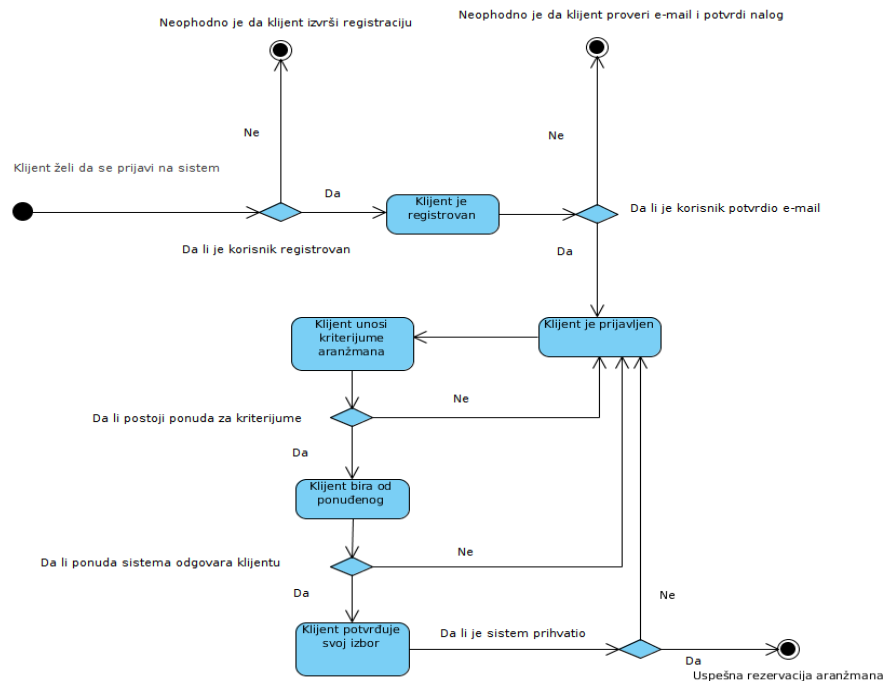 Neophodno je da klijent izvrši registraciju
Neophodno je da klijent proveri e-mail i potvrdi nalog
Ne
Ne
Klijent želi da se prijavi na sistem
Da
Klijent je
registrovan
Da li je korisnik potvrdio e-mail
Da li je korisnik registrovan
Da
Klijent unosi
kriterijume
aranžmana
Klijent je prijavljen
Ne
Da li postoji ponuda za kriterijume
Da
Klijent bira od
ponuđenog
Ne
Da li ponuda sistema odgovara klijentu
Da
Ne
Klijent potvrđuje
svoj izbor
Da li je sistem prihvatio
Da
Uspešna rezervacija aranžmana